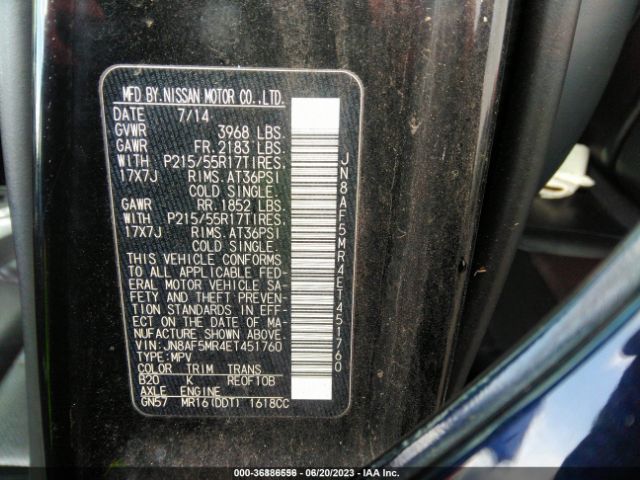 MFD BY NISSAN MOTOR CO.,LTD.
DATE 7/14
GVWR 3968 LBS.
GAWR FR. 2183 LBS.
WITH P215/55R17TIRES,
17X7J RIMS, AT36PSI
COLD SINGLE.
GAWR RR. 1852 LBS.
WITH P215/55R17TIRES,
17X7J RIMS, AT36PSI
COLD SINGLE.
THIS VEHICLE CONFORMS
TO ALL APPLICABLE FED-
ERAL MOTOR VEHICLE SA-
FETY AND THEFT PREVEN-
TION STANDARDS IN EFF-
ECT ON THE DATE OF MA-
NUFACTURE SHOWN ABOVE.
VIN:JN8AF5MR4ET451760
TYPE:MPV
COLOR TRIM TRANS
B20 K RE0F10B
AXLE ENGINE
GN57 MR16(DDT) 1618CC
JN8AF5MR4ET451760
000-36886556 - 06/20/2023 - IAA Inc.